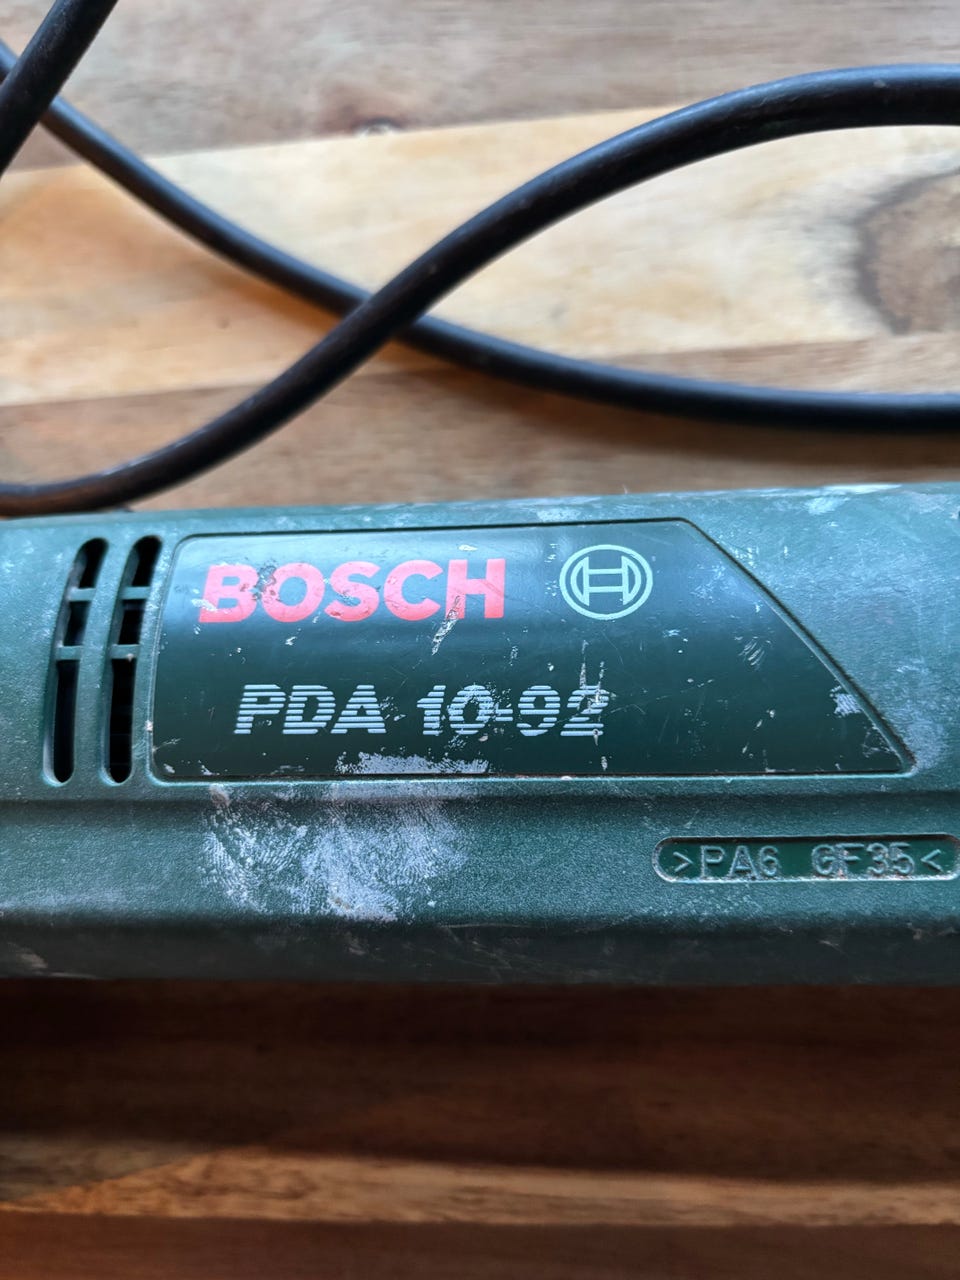 BOSCH
PDA 10-92
>PA6 GF35<